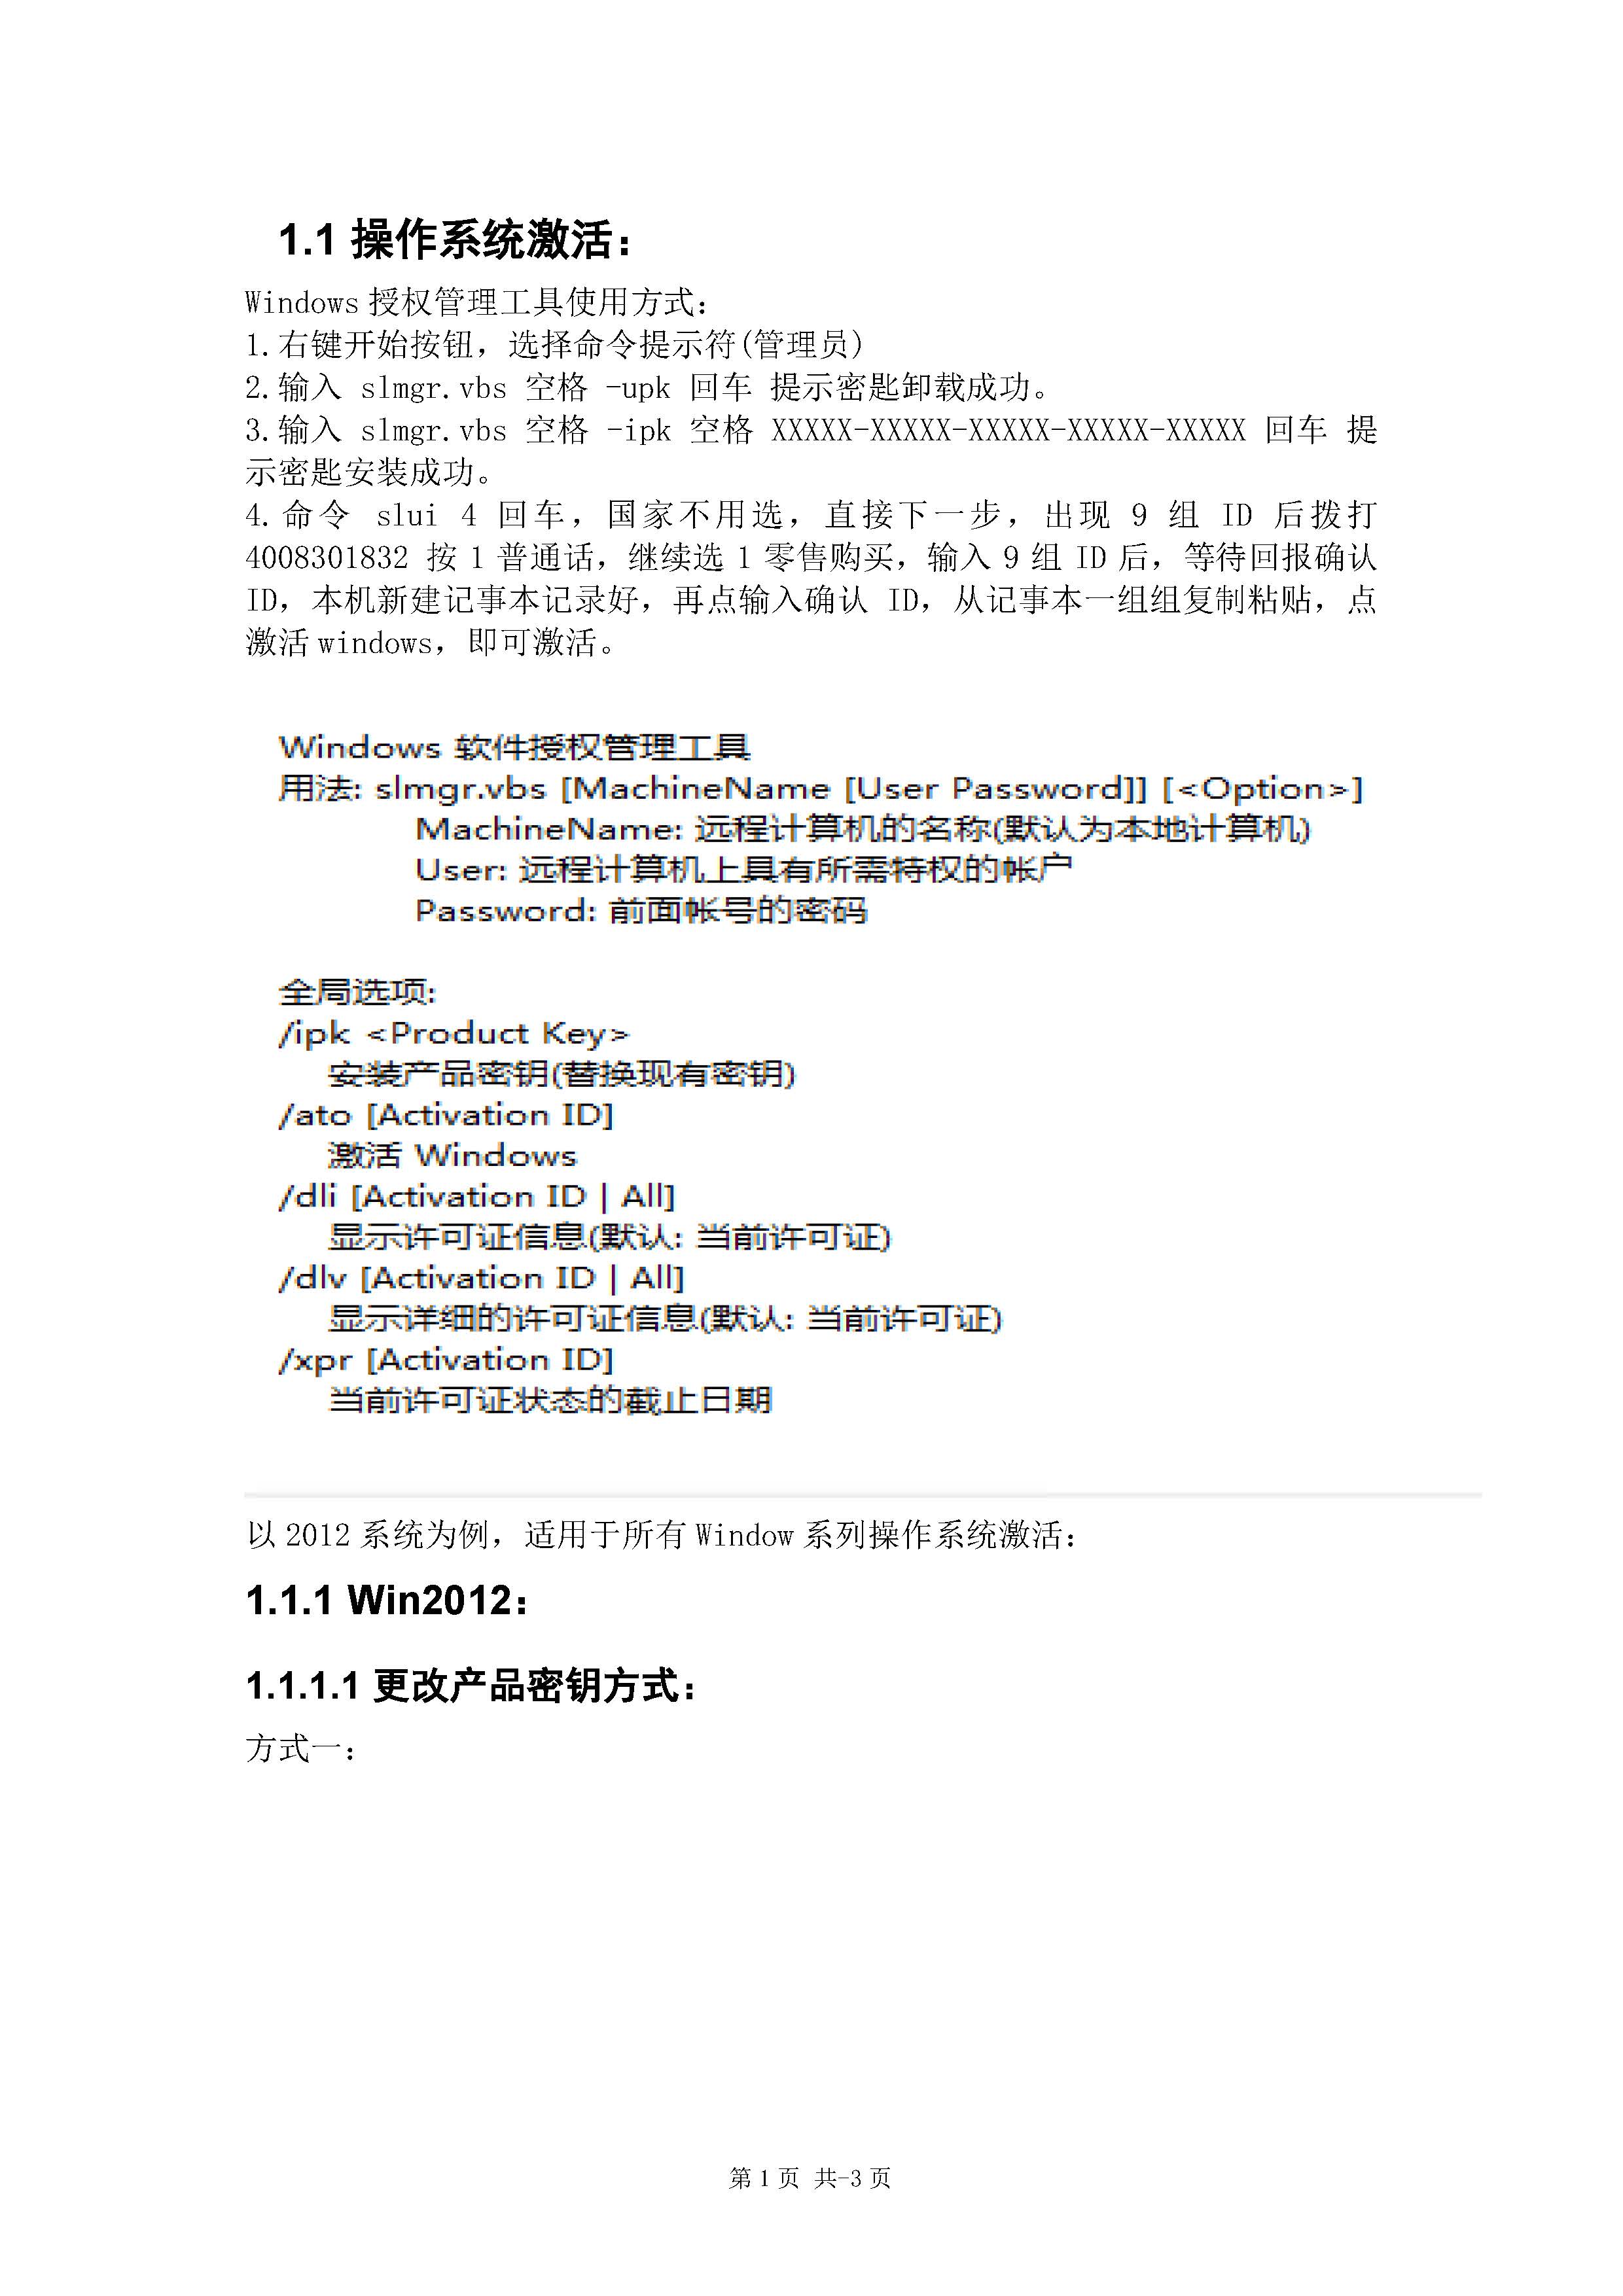 1.1 操作系统激活：
Windows 授权管理工具使用方式：
1.右键开始按钮，选择命令提示符(管理员)
2.输入 slmgr.vbs 空格 -upk 回车 提示密匙卸载成功。
3.输入 slmgr.vbs 空格 -ipk 空格 XXXXX-XXXXX-XXXXX-XXXXX-XXXXX 回车 提
示密匙安装成功。
4.命令 slui 4 回车，国家不用选，直接下一步，出现 9 组 ID 后拨打
4008301832 按 1 普通话，继续选 1 零售购买，输入 9 组 ID 后，等待回报确认
ID，本机新建记事本记录好，再点输入确认 ID，从记事本一组组复制粘贴，点
激活 windows，即可激活。
Windows 软件授权管理工具
用法: slmgr.vbs [MachineName [User Password]] [<Option>]
MachineName: 远程计算机的名称(默认为本地计算机)
User: 远程计算机上具有所需特权的帐户
Password: 前面帐号的密码
全局选项:
/ipk <Product Key>
安装产品密钥(替换现有密钥)
/ato [Activation ID]
激活 Windows
/dli [Activation ID | All]
显示许可证信息(默认: 当前许可证)
/dlv [Activation ID | All]
显示详细的许可证信息(默认: 当前许可证)
/xpr [Activation ID]
当前许可证状态的截止日期
以 2012 系统为例，适用于所有 Window 系列操作系统激活：
1.1.1 Win2012：
1.1.1.1 更改产品密钥方式：
方式一：
第 1 页 共-3 页